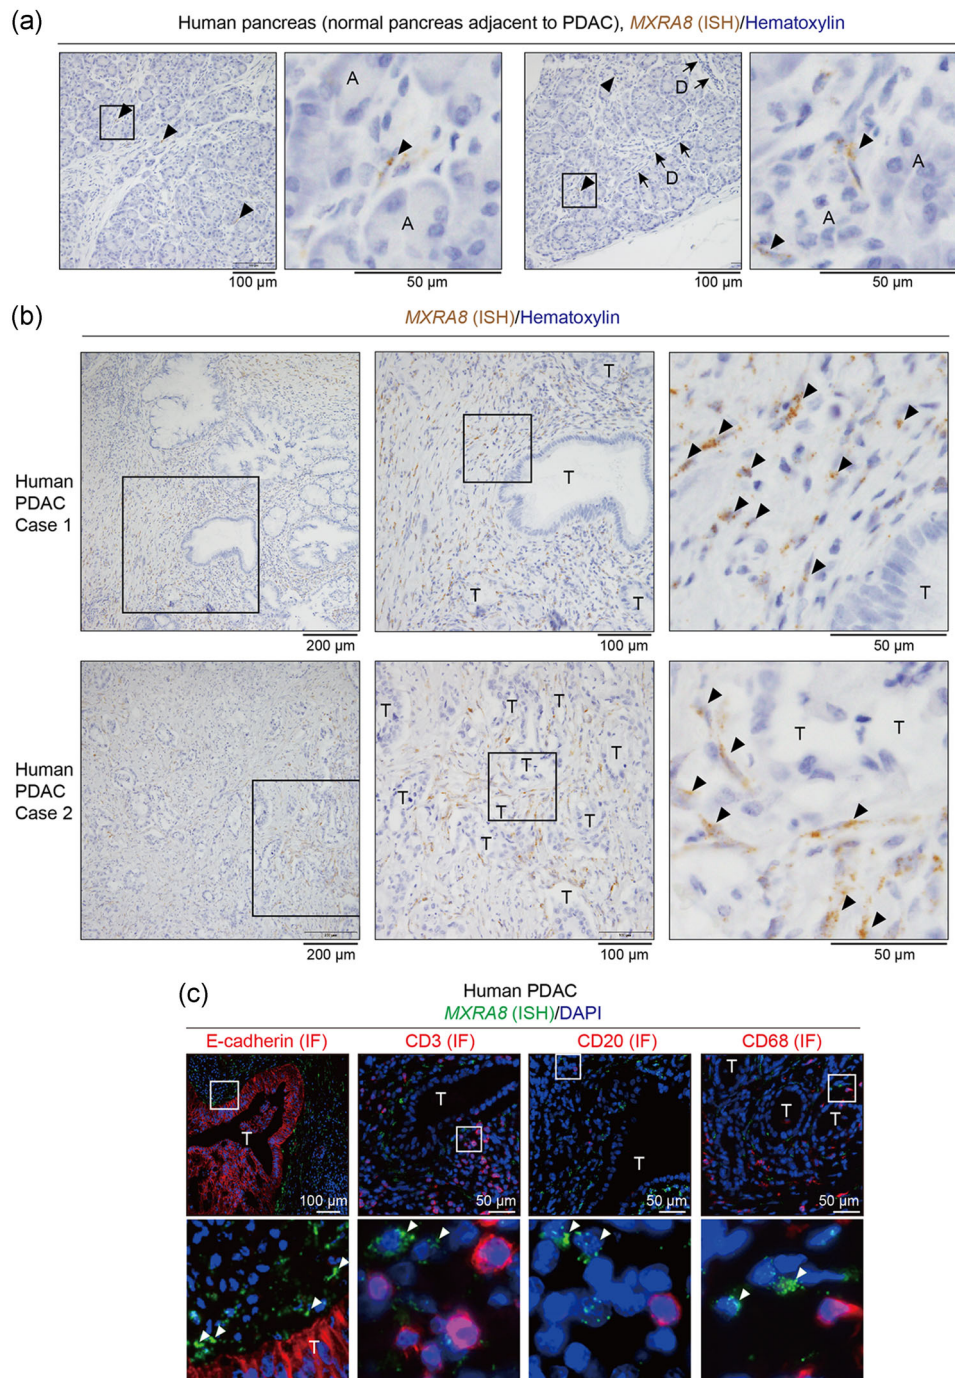 (a)
Human pancreas (normal pancreas adjacent to PDAC), MXRA8 (ISH)/Hematoxylin
A
A
100 µm
50 µm
D
D
A
A
100 µm
50 µm
(b)
MXRA8 (ISH)/Hematoxylin
Human
PDAC
Case 1
T
T
T
T
T
200 µm
100 µm
50 µm
Human
PDAC
Case 2
T
T
T
T
T
T
T
T
T
T
T
T
T
T
200 µm
100 µm
50 µm
(c)
Human PDAC
MXRA8 (ISH)/DAPI
E-cadherin (IF)
CD3 (IF)
CD20 (IF)
CD68 (IF)
T
T
T
T
T
T
100 µm
50 µm
50 µm
50 µm
T